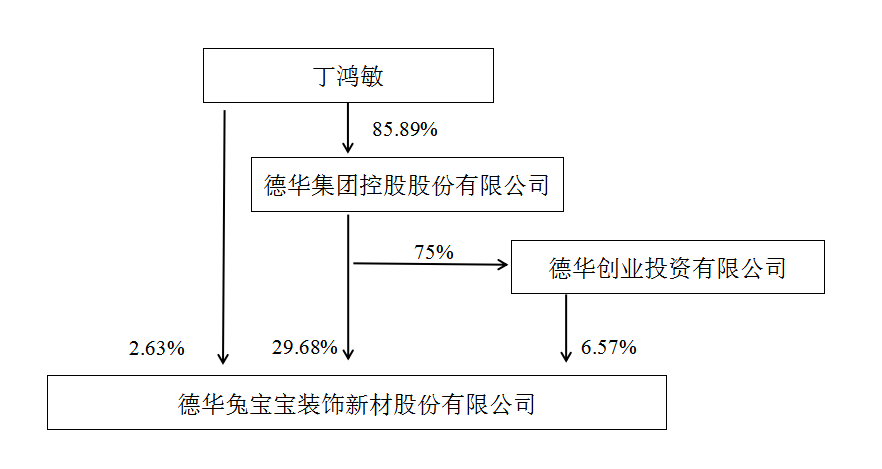 丁鸿敏
85.89%
德华集团控股股份有限公司
75%
德华创业投资有限公司
2.63%
29.68%
6.57%
德华兔宝宝装饰新材股份有限公司